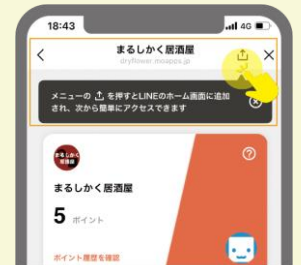 18:43
4G
まるしかく居酒屋
dryflower.moapps.jp
メニューの を押すとLINEのホーム画面に追加
され、次から簡単にアクセスできます
まるしかく
居酒屋
まるしかく居酒屋
5 ポイント
ポイント履歴を確認